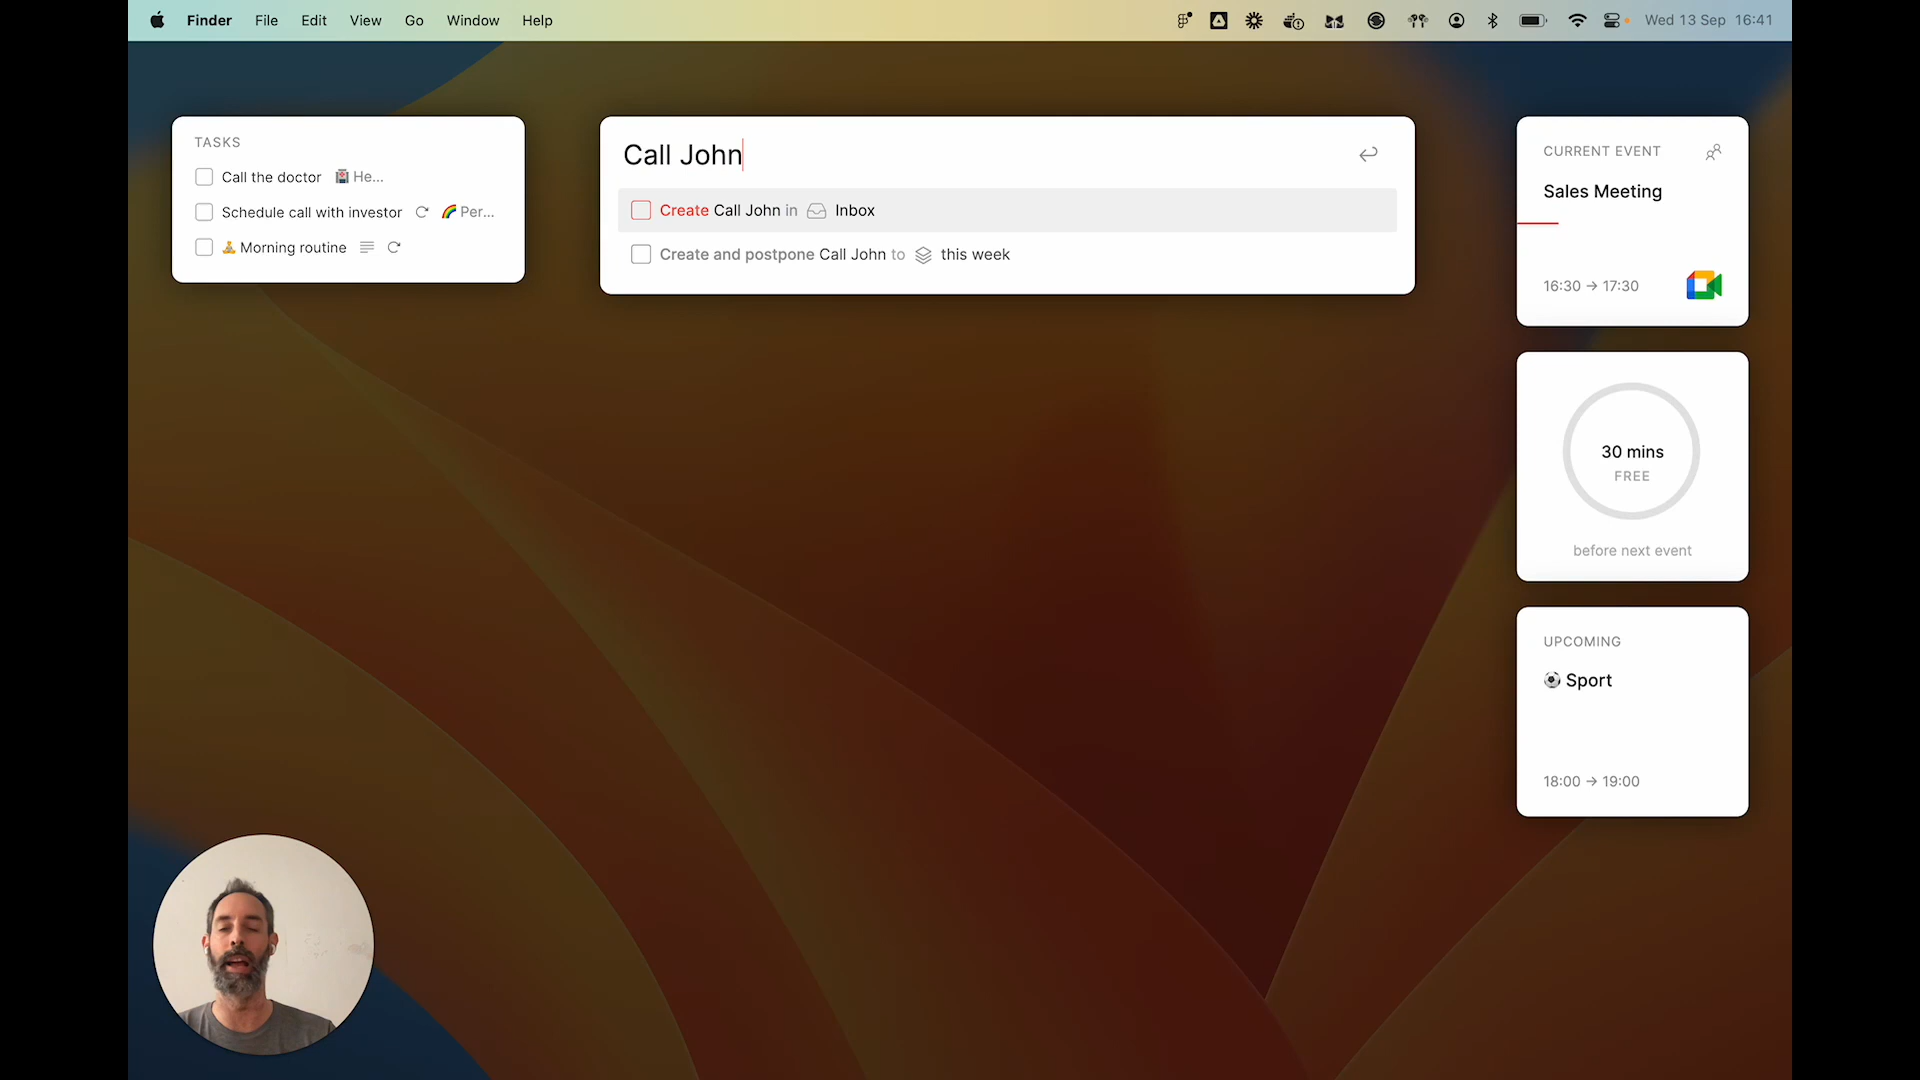 Finder File Edit View Go Window Help Wed 13 Sep 16:41
TASKS
Call the doctor He...
Schedule call with investor Per...
Morning routine
Call John
Create Call John in Inbox
Create and postpone Call John to this week
CURRENT EVENT
Sales Meeting
16:30 → 17:30
30 mins
FREE
before next event
UPCOMING
Sport
18:00 → 19:00